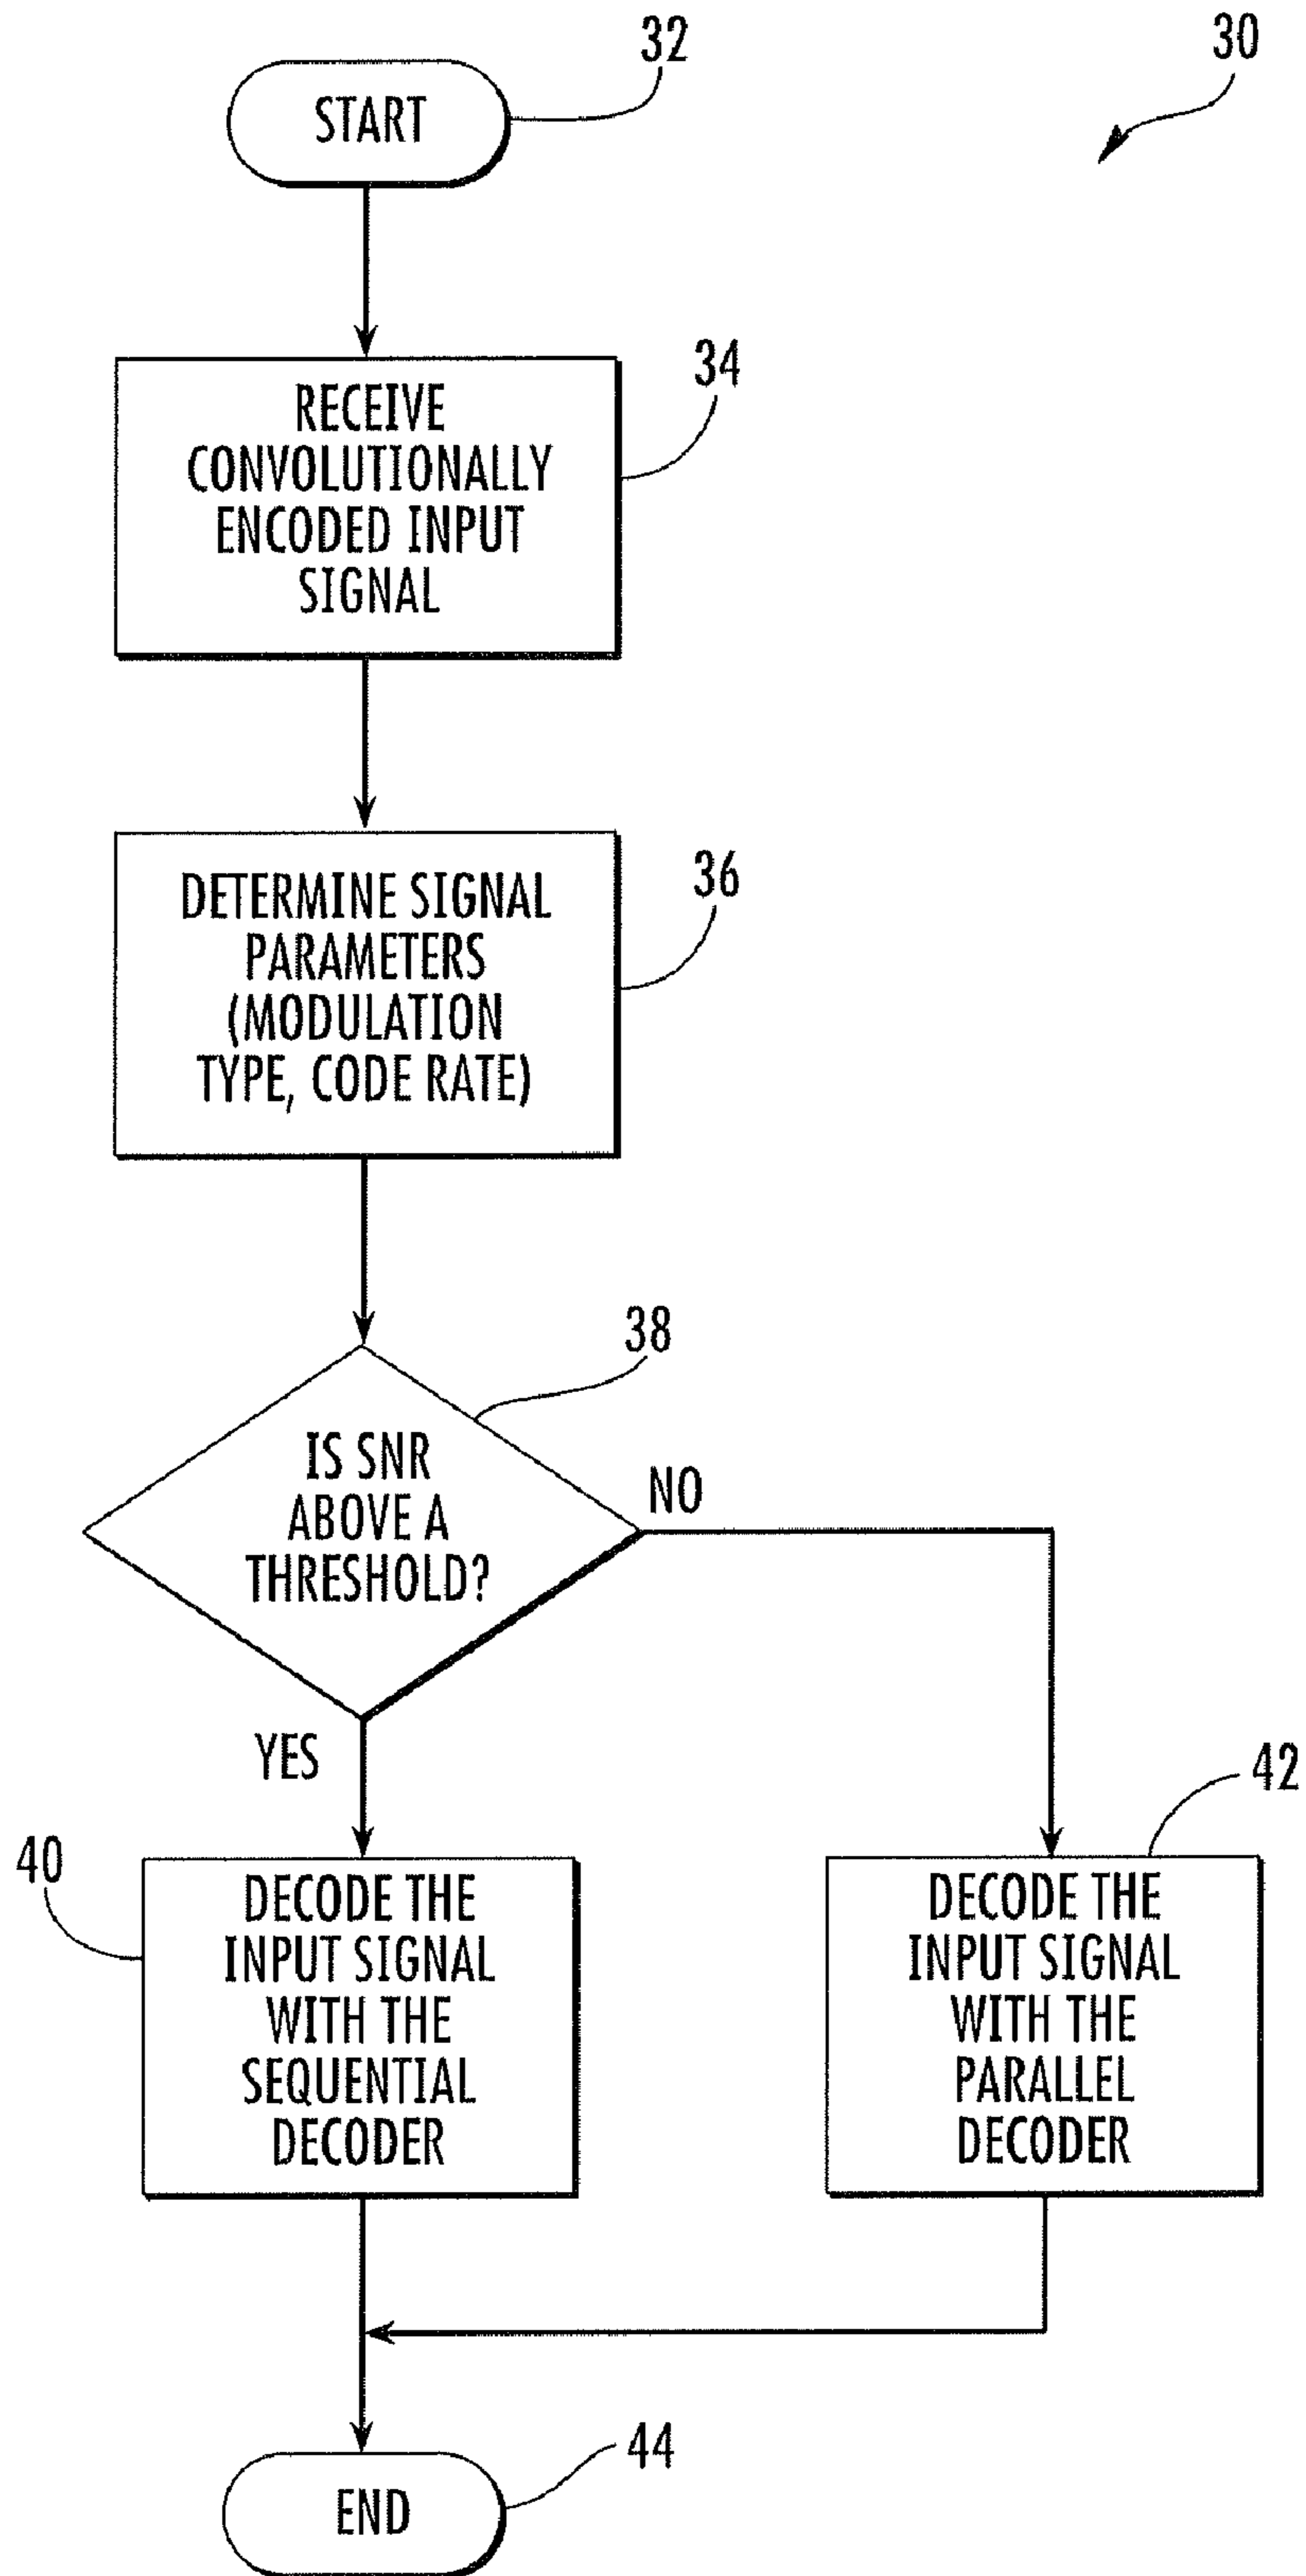 30
32
START
34
RECEIVE
CONVOLUTIONALLY
ENCODED INPUT
SIGNAL
36
DETERMINE SIGNAL
PARAMETERS
(MODULATION
TYPE, CODE RATE)
38
IS SNR
ABOVE A
THRESHOLD?
NO
YES
40
DECODE THE
INPUT SIGNAL
WITH THE
SEQUENTIAL
DECODER
42
DECODE THE
INPUT SIGNAL
WITH THE
PARALLEL
DECODER
44
END